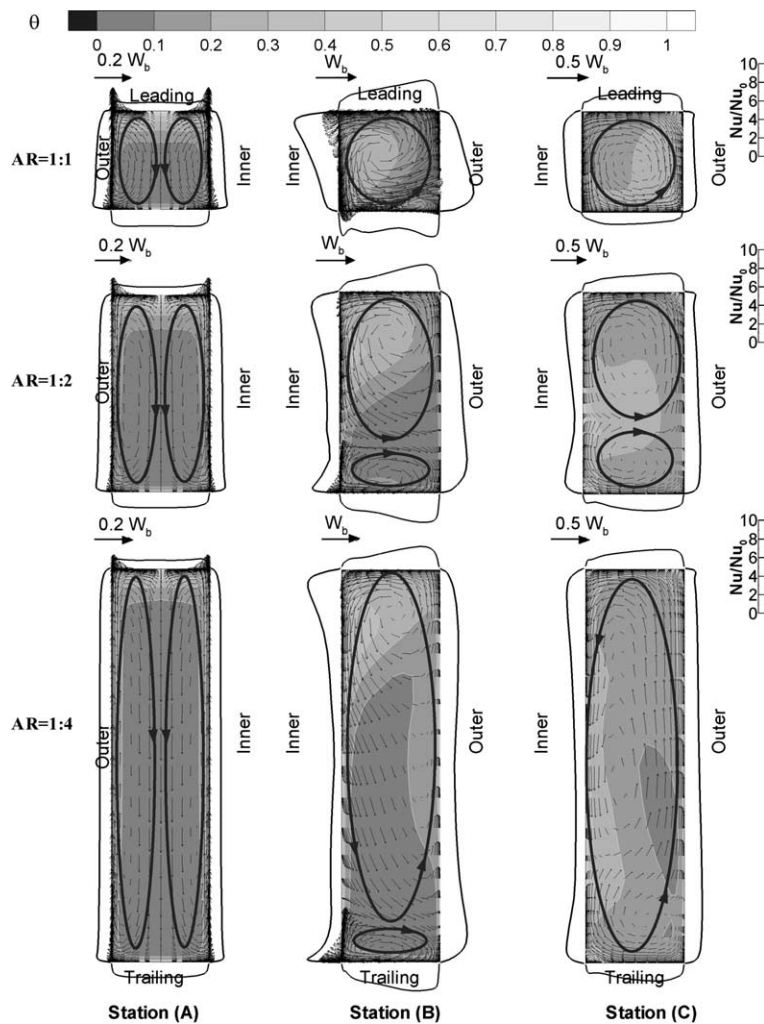 θ
0 0.1 0.2 0.3 0.4 0.5 0.6 0.7 0.8 0.9 1
0.2 W_b W_b 0.5 W_b
Leading Leading Leading
AR=1:1
Outer Inner Inner Outer Inner Outer
Nu/Nu_0
10
8
6
4
2
0
0.2 W_b W_b 0.5 W_b
AR=1:2
Outer Inner Inner Outer Inner Outer
Nu/Nu_0
10
8
6
4
2
0
0.2 W_b W_b 0.5 W_b
AR=1:4
Outer Inner Inner Outer Inner Outer
Nu/Nu_0
10
8
6
4
2
0
Trailing Trailing Trailing
Station (A) Station (B) Station (C)